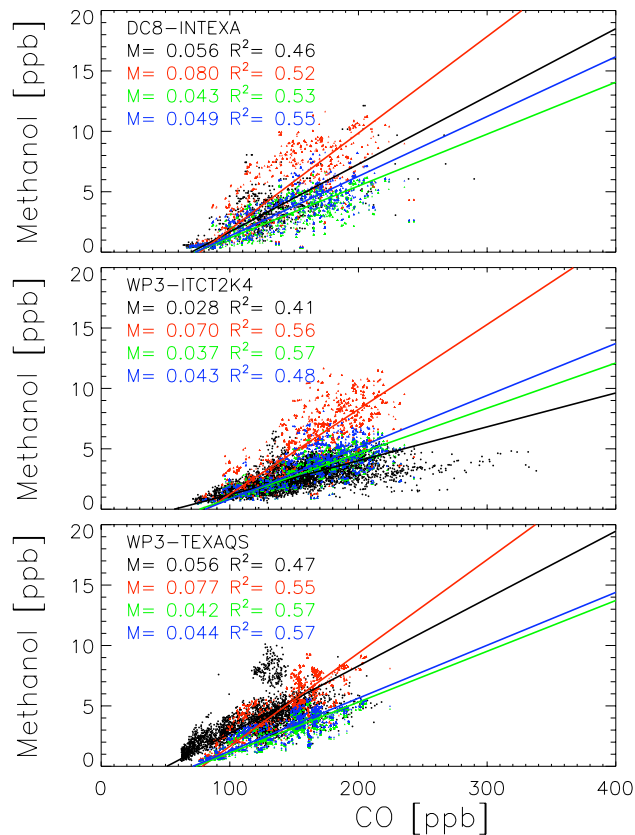 20
15
10
5
0
Methanol [ppb]
DC8-INTEXA
M= 0.056 R²= 0.46
M= 0.080 R²= 0.52
M= 0.043 R²= 0.53
M= 0.049 R²= 0.55
20
15
10
5
0
Methanol [ppb]
WP3-ITCT2K4
M= 0.028 R²= 0.41
M= 0.070 R²= 0.56
M= 0.037 R²= 0.57
M= 0.043 R²= 0.48
20
15
10
5
0
Methanol [ppb]
WP3-TEXAQS
M= 0.056 R²= 0.47
M= 0.077 R²= 0.55
M= 0.042 R²= 0.57
M= 0.044 R²= 0.57
0 100 200 300 400
CO [ppb]